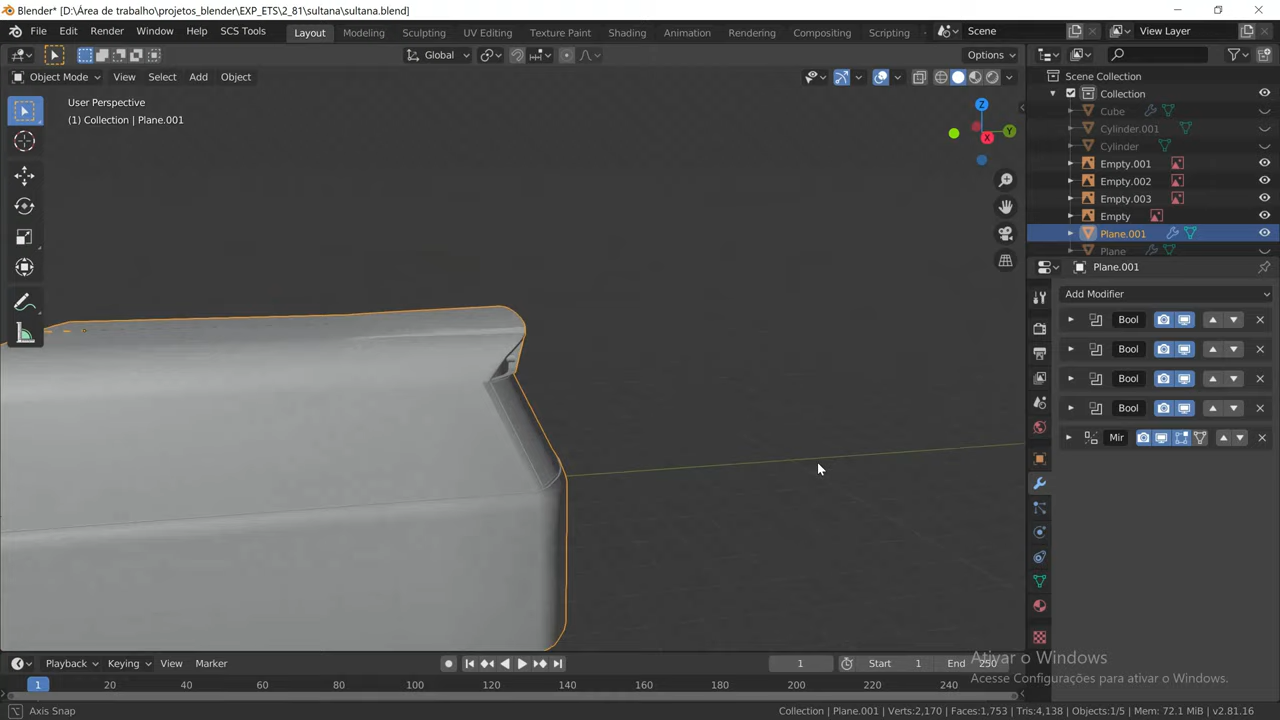 Blender* [D:\Área de trabalho\projetos_blender\EXP_ETS\2_81\sultana\sultana.blend]
File Edit Render Window Help SCS Tools Layout Modeling Sculpting UV Editing Texture Paint Shading Animation Rendering Compositing Scripting Scene View Layer
Global Options
Object Mode View Select Add Object
User Perspective
(1) Collection | Plane.001
Z
Y
X
Scene Collection
Collection
Cube
Cylinder.001
Cylinder
Empty.001
Empty.002
Empty.003
Empty
Plane.001
Plane
Plane.001
Add Modifier
Bool
Bool
Bool
Bool
Mir
Playback Keying View Marker 1 Start 1 End 250
1 20 40 60 80 100 120 140 160 180 200 220 240
Ativar o Windows
Acesse Configurações para ativar o Windows.
Axis Snap
Collection | Plane.001 | Verts:2,170 | Faces:1,753 | Tris:4,138 | Objects:1/5 | Mem: 72.1 MiB | v2.81.16